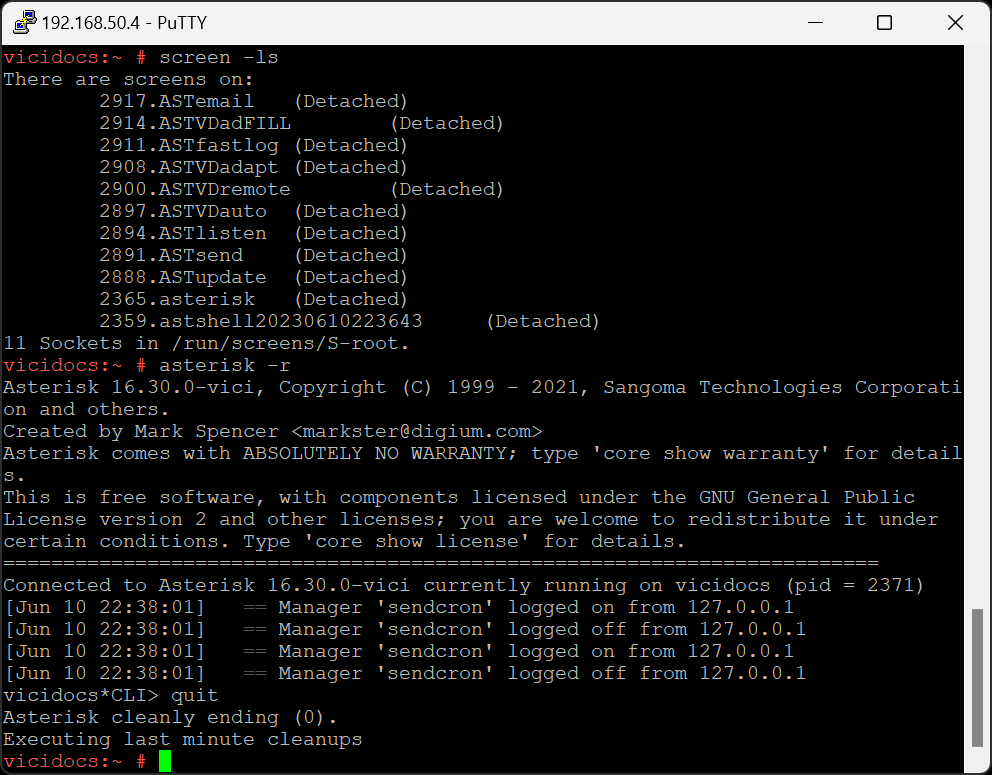 192.168.50.4 - PuTTY
vicidocs:~ # screen -ls
There are screens on:
2917.ASTemail (Detached)
2914.ASTVDadFILL (Detached)
2911.ASTfastlog (Detached)
2908.ASTVDadapt (Detached)
2900.ASTVDremote (Detached)
2897.ASTVDauto (Detached)
2894.ASTlisten (Detached)
2891.ASTsend (Detached)
2888.ASTupdate (Detached)
2365.asterisk (Detached)
2359.astshell20230610223643 (Detached)
11 Sockets in /run/screens/S-root.
vicidocs:~ # asterisk -r
Asterisk 16.30.0-vici, Copyright (C) 1999 - 2021, Sangoma Technologies Corporati
on and others.
Created by Mark Spencer <markster@digium.com>
Asterisk comes with ABSOLUTELY NO WARRANTY; type 'core show warranty' for detail
s.
This is free software, with components licensed under the GNU General Public
License version 2 and other licenses; you are welcome to redistribute it under
certain conditions. Type 'core show license' for details.
=========================================================================
Connected to Asterisk 16.30.0-vici currently running on vicidocs (pid = 2371)
[Jun 10 22:38:01]   == Manager 'sendcron' logged on from 127.0.0.1
[Jun 10 22:38:01]   == Manager 'sendcron' logged off from 127.0.0.1
[Jun 10 22:38:01]   == Manager 'sendcron' logged on from 127.0.0.1
[Jun 10 22:38:01]   == Manager 'sendcron' logged off from 127.0.0.1
vicidocs*CLI> quit
Asterisk cleanly ending (0).
Executing last minute cleanups
vicidocs:~ #